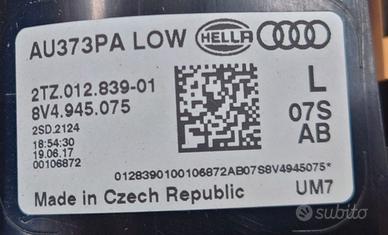 AU373PA LOW HELLA
2TZ.012.839-01
8V4.945.075
2SD.2124
18:54:30
19.06.17
00106872
L
07S
AB
0128390100106872AB07S8V4945075*
Made in Czech Republic UM7
subito